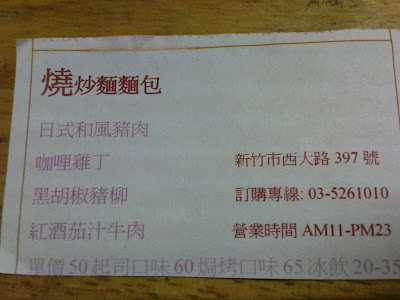 燒炒麵麵包
日式和風豬肉
咖哩雞丁 新竹市西大路 397 號
黑胡椒豬柳 訂購專線: 03-5261010
紅酒茄汁牛肉 營業時間 AM11-PM23
單價 50 起司口味 60 焗烤口味 65 冰飲 20-35